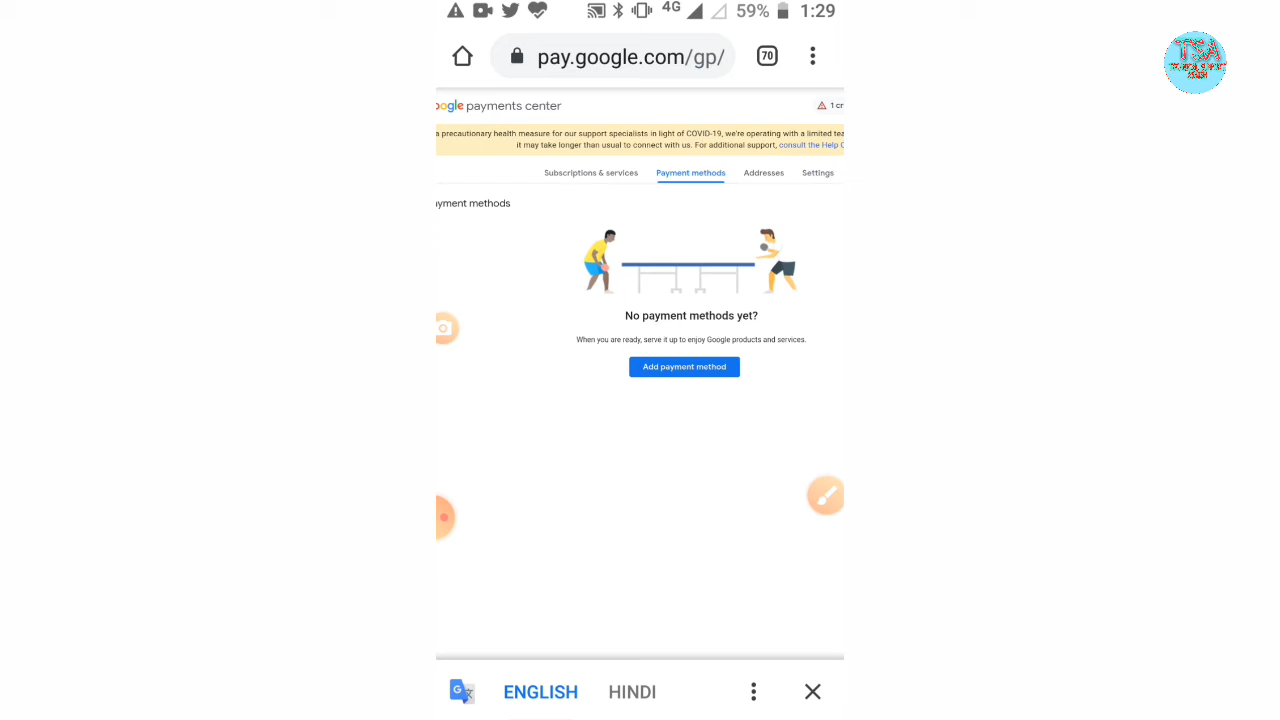 4G 59% 1:29
pay.google.com/gp/ 70
ogle payments center 1 cr
a precautionary health measure for our support specialists in light of COVID-19, we're operating with a limited tea
it may take longer than usual to connect with us. For additional support, consult the Help C
Subscriptions & services Payment methods Addresses Settings
yment methods
No payment methods yet?
When you are ready, serve it up to enjoy Google products and services.
Add payment method
ENGLISH HINDI
TSA